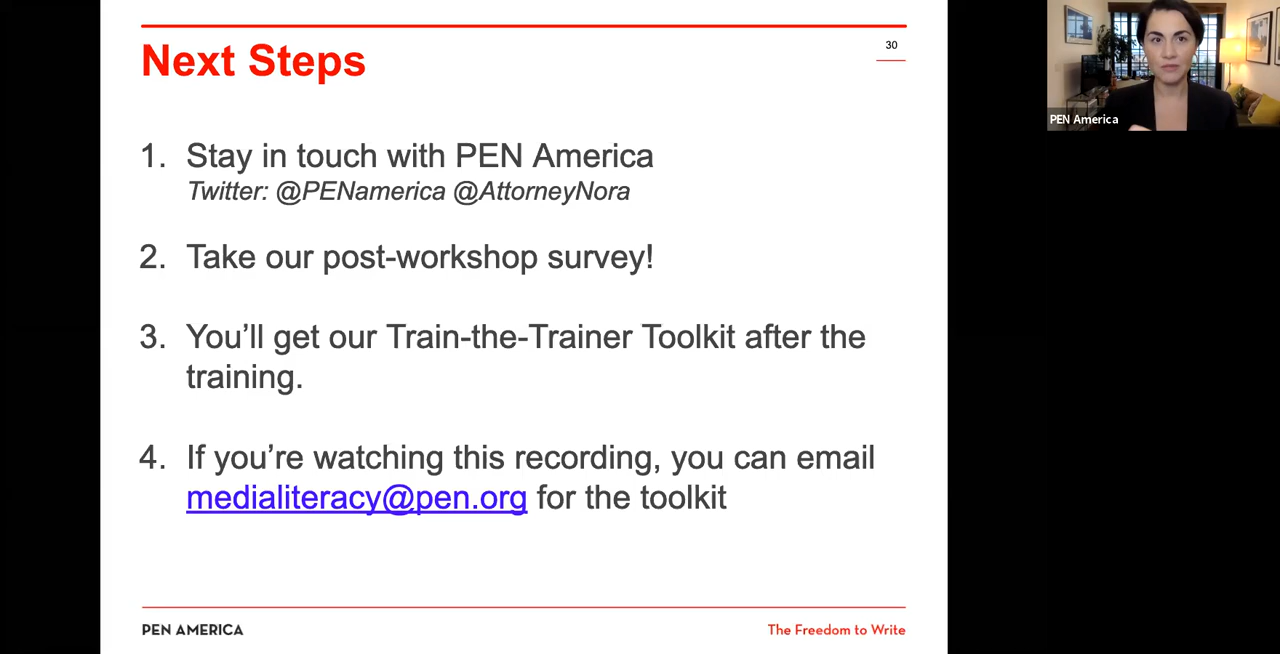 Next Steps
30
1. Stay in touch with PEN America
Twitter: @PENamerica @AttorneyNora
2. Take our post-workshop survey!
3. You’ll get our Train-the-Trainer Toolkit after the
training.
4. If you’re watching this recording, you can email
medialiteracy@pen.org for the toolkit
PEN AMERICA
The Freedom to Write
PEN America